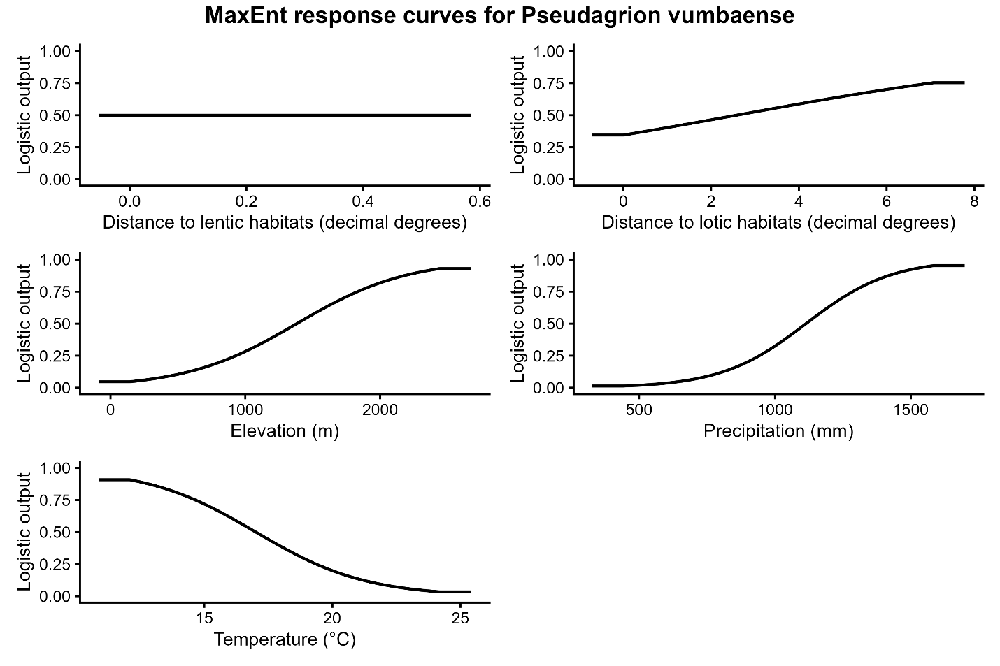 MaxEnt response curves for Pseudagrion vumbaense
Logistic output
1.00
0.75
0.50
0.25
0.00
0.0 0.2 0.4 0.6
Distance to lentic habitats (decimal degrees)
Logistic output
1.00
0.75
0.50
0.25
0.00
0 2 4 6 8
Distance to lotic habitats (decimal degrees)
Logistic output
1.00
0.75
0.50
0.25
0.00
0 1000 2000
Elevation (m)
Logistic output
1.00
0.75
0.50
0.25
0.00
500 1000 1500
Precipitation (mm)
Logistic output
1.00
0.75
0.50
0.25
0.00
15 20 25
Temperature (°C)